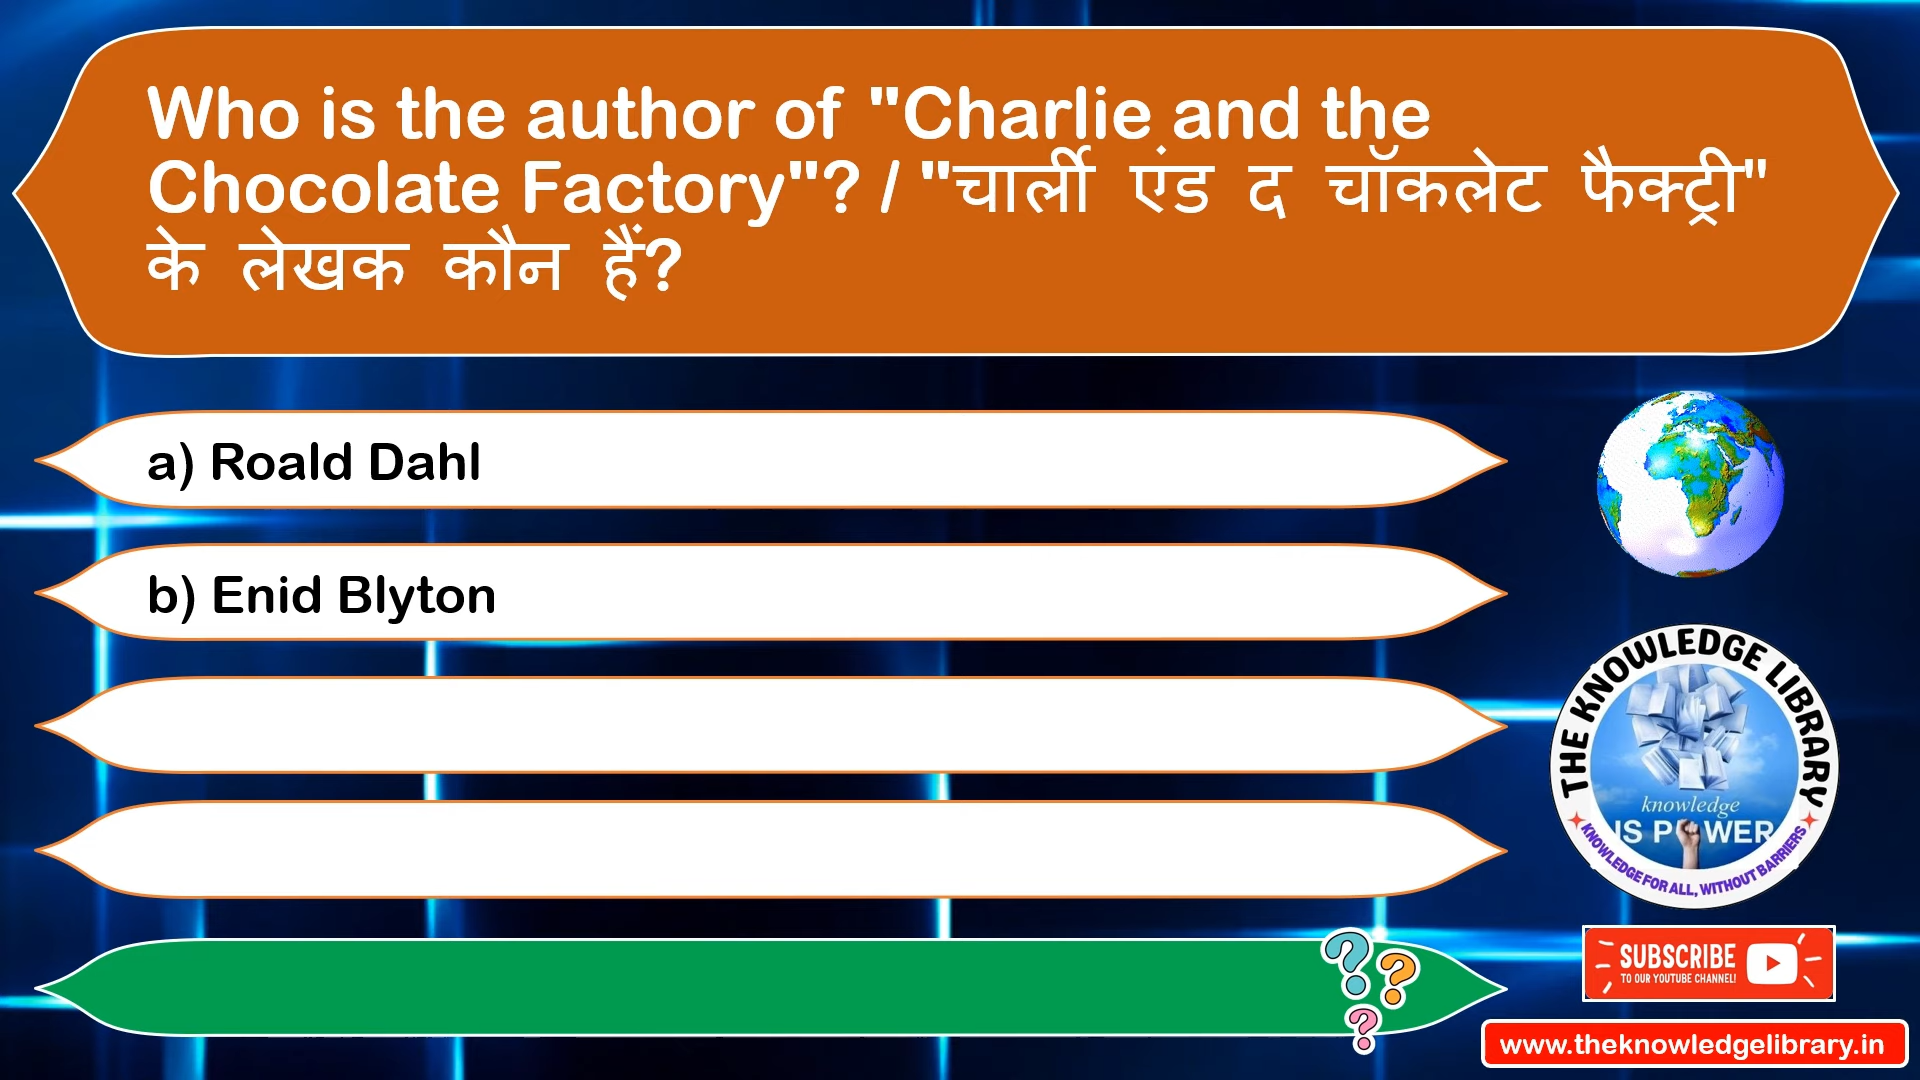 Who is the author of "Charlie and the
Chocolate Factory"? / "चार्ली एंड द चॉकलेट फैक्ट्री"
के लेखक कौन हैं?
a) Roald Dahl
b) Enid Blyton
THE KNOWLEDGE LIBRARY
knowledge
IS POWER
KNOWLEDGE FOR ALL, WITHOUT BARRIERS
SUBSCRIBE
TO OUR YOUTUBE CHANNEL!
www.theknowledgelibrary.in